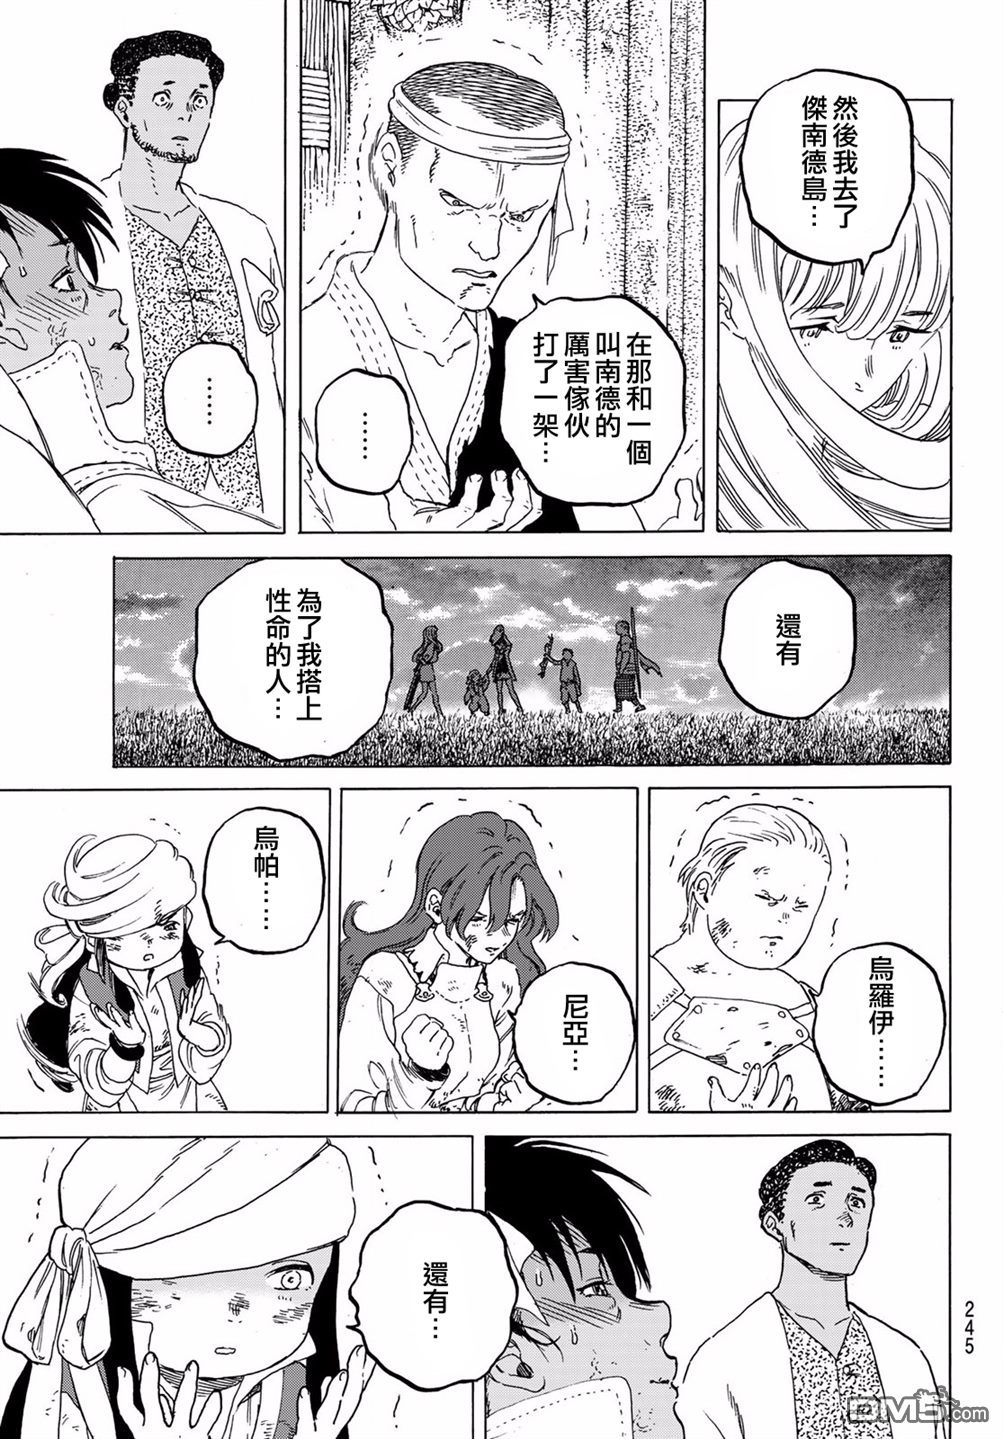 然後我去了
傑南德島…
在那和一個
叫南德的
厲害傢伙
打了一架…
……
……
還有
為了我搭上
性命的人…
烏羅伊……
尼亞…
烏帕……
還有…
245